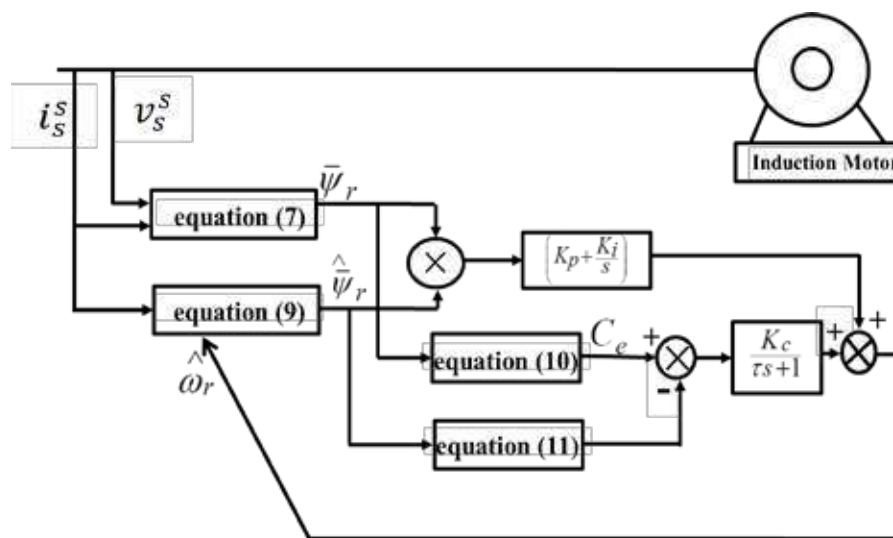 i_s^s
v_s^s
Induction Motor
equation (7)
ψ̄_r
(K_p + K_i/s)
equation (9)
ψ̄̂_r
+
+
C_e
+
equation (10)
K_c/(τs+1)
ω̂_r
-
equation (11)